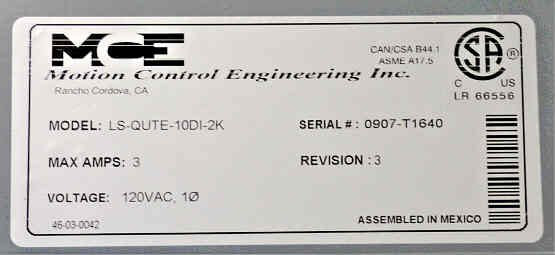 MCE
Motion Control Engineering Inc.
Rancho Cordova, CA
CAN/CSA B44.1
ASME A17.5
CSA ®
C US
LR 66556
MODEL: LS-QUTE-10DI-2K
SERIAL # : 0907-T1640
MAX AMPS: 3
REVISION : 3
VOLTAGE: 120VAC, 1Ø
46-03-0042
ASSEMBLED IN MEXICO